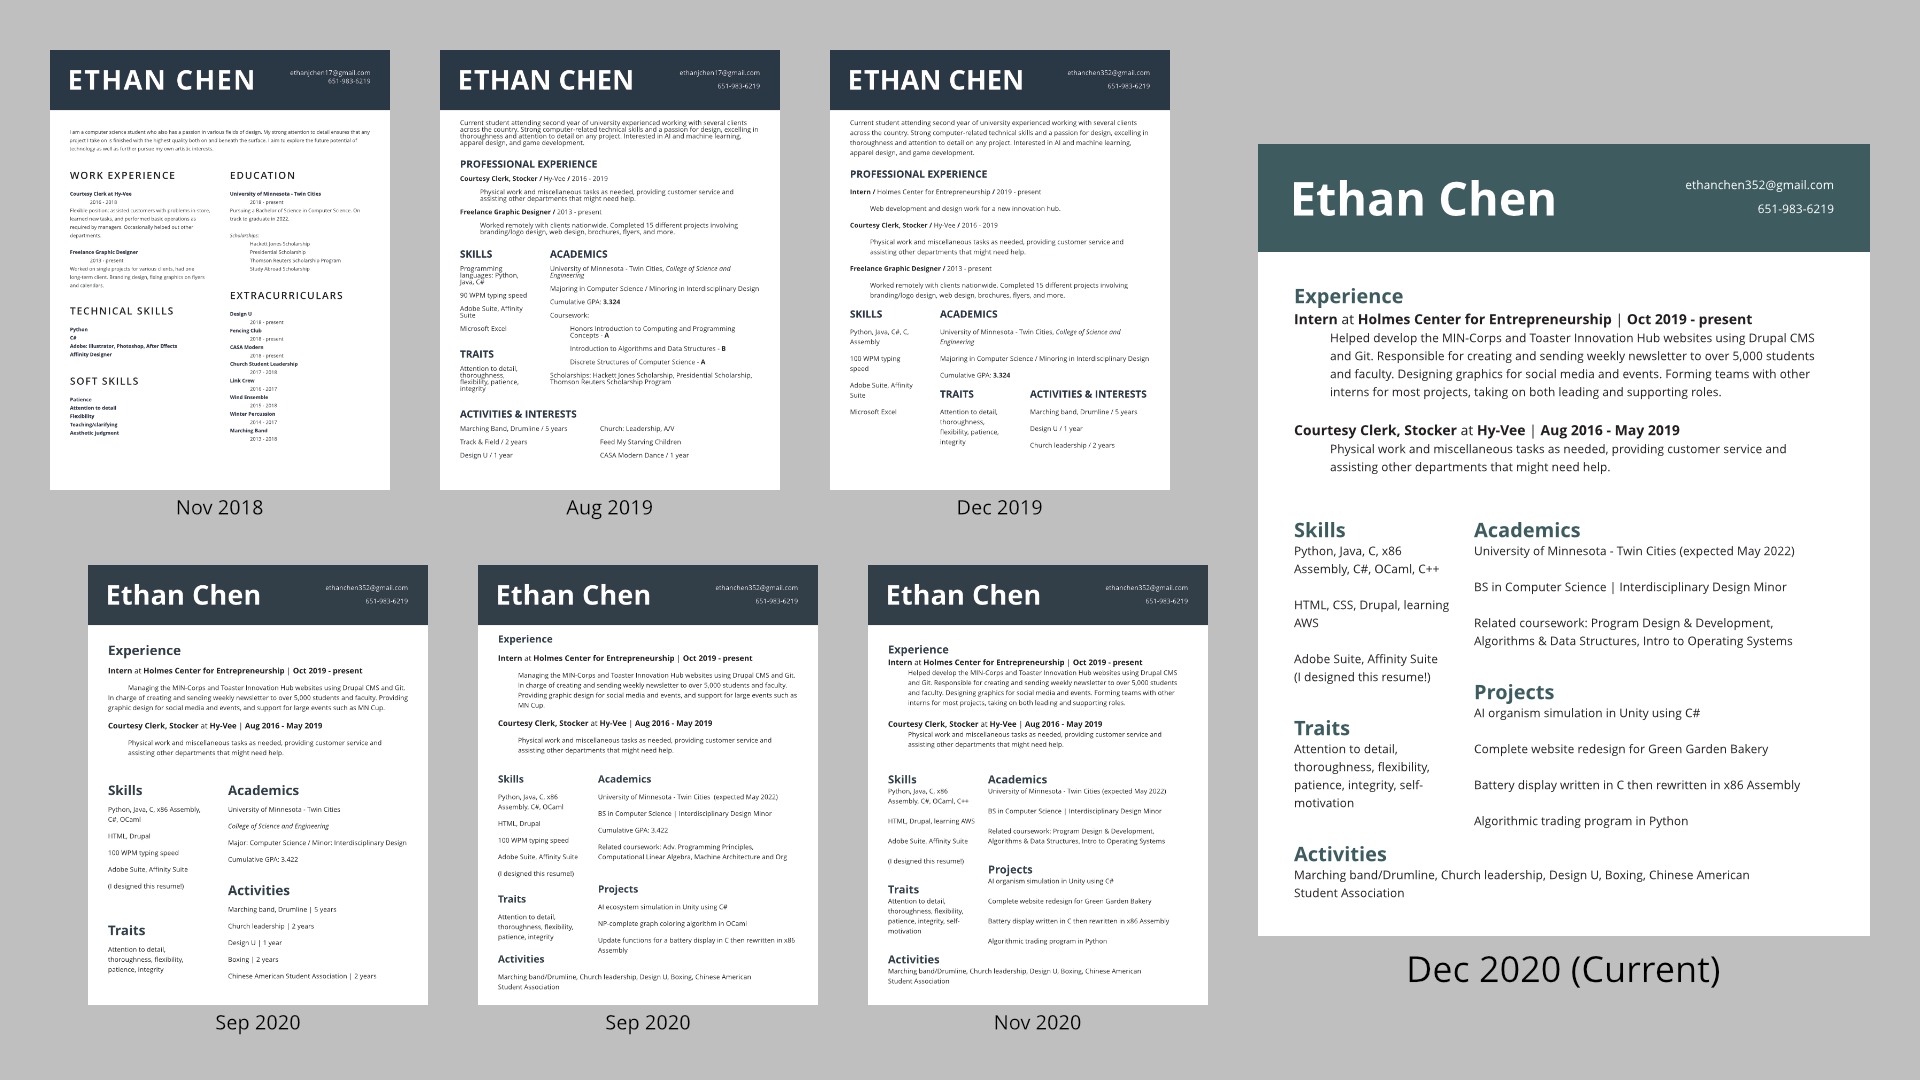 ETHAN CHEN
ethanjchen17@gmail.com
651-983-6219
I am a computer science student who also has a passion in various fields of design. My strong attention to detail ensures that any
project I take on is finished with the highest quality both on and beneath the surface. I aim to explore the future potential of
technology as well as further pursue my own artistic interests.
WORK EXPERIENCE
Courtesy Clerk at Hy-Vee
2016 - 2018
Flexible position: assisted customers with problems in-store,
learned new tasks, and performed basic operations as
required by managers. Occasionally helped out other
departments.
Freelance Graphic Designer
2013 - present
Worked on single projects for various clients, had one
long-term client. Branding design, fixing graphics on flyers
and calendars.
TECHNICAL SKILLS
Python
C#
Adobe: Illustrator, Photoshop, After Effects
Affinity Designer
SOFT SKILLS
Patience
Attention to detail
Flexibility
Teaching/clarifying
Aesthetic judgment
EDUCATION
University of Minnesota - Twin Cities
2018 - present
Pursuing a Bachelor of Science in Computer Science. On
track to graduate in 2022.
Scholarships:
Hackett Jones Scholarship
Presidential Scholarship
Thomson Reuters Scholarship Program
Study Abroad Scholarship
EXTRACURRICULARS
Design U
2018 - present
Fencing Club
2018 - present
CASA Modern
2018 - present
Church Student Leadership
2017 - 2018
Link Crew
2016 - 2017
Wind Ensemble
2015 - 2018
Winter Percussion
2014 - 2017
Marching Band
2013 - 2018
Nov 2018
ETHAN CHEN
ethanjchen17@gmail.com
651-983-6219
Current student attending second year of university experienced working with several clients
across the country. Strong computer-related technical skills and a passion for design, excelling in
thoroughness and attention to detail on any project. Interested in AI and machine learning,
apparel design, and game development.
PROFESSIONAL EXPERIENCE
Courtesy Clerk, Stocker / Hy-Vee / 2016 - 2019
Physical work and miscellaneous tasks as needed, providing customer service and
assisting other departments that might need help.
Freelance Graphic Designer / 2013 - present
Worked remotely with clients nationwide. Completed 15 different projects involving
branding/logo design, web design, brochures, flyers, and more.
SKILLS
Programming
languages: Python,
Java, C#
90 WPM typing speed
Adobe Suite, Affinity
Suite
Microsoft Excel
TRAITS
Attention to detail,
thoroughness,
flexibility, patience,
integrity
ACADEMICS
University of Minnesota - Twin Cities, College of Science and
Engineering
Majoring in Computer Science / Minoring in Interdisciplinary Design
Cumulative GPA: 3.324
Coursework:
Honors Introduction to Computing and Programming
Concepts - A
Introduction to Algorithms and Data Structures - B
Discrete Structures of Computer Science - A
Scholarships: Hackett Jones Scholarship, Presidential Scholarship,
Thomson Reuters Scholarship Program
ACTIVITIES & INTERESTS
Marching Band, Drumline / 5 years
Track & Field / 2 years
Design U / 1 year
Church: Leadership, A/V
Feed My Starving Children
CASA Modern Dance / 1 year
Aug 2019
ETHAN CHEN
ethanchen352@gmail.com
651-983-6219
Current student attending second year of university experienced working with several clients
across the country. Strong computer-related technical skills and a passion for design, excelling in
thoroughness and attention to detail on any project. Interested in AI and machine learning,
apparel design, and game development.
PROFESSIONAL EXPERIENCE
Intern / Holmes Center for Entrepreneurship / 2019 - present
Web development and design work for a new innovation hub.
Courtesy Clerk, Stocker / Hy-Vee / 2016 - 2019
Physical work and miscellaneous tasks as needed, providing customer service and
assisting other departments that might need help.
Freelance Graphic Designer / 2013 - present
Worked remotely with clients nationwide. Completed 15 different projects involving
branding/logo design, web design, brochures, flyers, and more.
SKILLS
Python, Java, C#, C,
Assembly
100 WPM typing
speed
Adobe Suite, Affinity
Suite
Microsoft Excel
ACADEMICS
University of Minnesota - Twin Cities, College of Science and
Engineering
Majoring in Computer Science / Minoring in Interdisciplinary Design
Cumulative GPA: 3.324
TRAITS
Attention to detail,
thoroughness,
flexibility, patience,
integrity
ACTIVITIES & INTERESTS
Marching band, Drumline / 5 years
Design U / 1 year
Church leadership / 2 years
Dec 2019
Ethan Chen
ethanchen352@gmail.com
651-983-6219
Experience
Intern at Holmes Center for Entrepreneurship | Oct 2019 - present
Managing the MIN-Corps and Toaster Innovation Hub websites using Drupal CMS and Git.
In charge of creating and sending weekly newsletter to over 5,000 students and faculty. Providing
graphic design for social media and events, and support for large events such as MN Cup.
Courtesy Clerk, Stocker at Hy-Vee | Aug 2016 - May 2019
Physical work and miscellaneous tasks as needed, providing customer service and
assisting other departments that might need help.
Skills
Python, Java, C, x86 Assembly,
C#, OCaml
HTML, Drupal
100 WPM typing speed
Adobe Suite, Affinity Suite
(I designed this resume!)
Traits
Attention to detail,
thoroughness, flexibility,
patience, integrity
Academics
University of Minnesota - Twin Cities
College of Science and Engineering
Major: Computer Science / Minor: Interdisciplinary Design
Cumulative GPA: 3.422
Activities
Marching band, Drumline | 5 years
Church leadership | 2 years
Design U | 1 year
Boxing | 2 years
Chinese American Student Association | 2 years
Sep 2020
Ethan Chen
ethanchen352@gmail.com
651-983-6219
Experience
Intern at Holmes Center for Entrepreneurship | Oct 2019 - present
Managing the MIN-Corps and Toaster Innovation Hub websites using Drupal CMS and Git.
In charge of creating and sending weekly newsletter to over 5,000 students and faculty.
Providing graphic design for social media and events, and support for large events such as
MN Cup.
Courtesy Clerk, Stocker at Hy-Vee | Aug 2016 - May 2019
Physical work and miscellaneous tasks as needed, providing customer service and
assisting other departments that might need help.
Skills
Python, Java, C, x86
Assembly, C#, OCaml
HTML, Drupal
100 WPM typing speed
Adobe Suite, Affinity Suite
(I designed this resume!)
Traits
Attention to detail,
thoroughness, flexibility,
patience, integrity
Academics
University of Minnesota - Twin Cities (expected May 2022)
BS in Computer Science | Interdisciplinary Design Minor
Cumulative GPA: 3.422
Related coursework: Adv. Programming Principles,
Computational Linear Algebra, Machine Architecture and Org
Projects
AI ecosystem simulation in Unity using C#
NP-complete graph coloring algorithm in OCaml
Update functions for a battery display in C then rewritten in x86
Assembly
Activities
Marching band/Drumline, Church leadership, Design U, Boxing, Chinese American
Student Association
Sep 2020
Ethan Chen
ethanchen352@gmail.com
651-983-6219
Experience
Intern at Holmes Center for Entrepreneurship | Oct 2019 - present
Helped develop the MIN-Corps and Toaster Innovation Hub websites using Drupal CMS
and Git. Responsible for creating and sending weekly newsletter to over 5,000 students
and faculty. Designing graphics for social media and events. Forming teams with other
interns for most projects, taking on both leading and supporting roles.
Courtesy Clerk, Stocker at Hy-Vee | Aug 2016 - May 2019
Physical work and miscellaneous tasks as needed, providing customer service and
assisting other departments that might need help.
Skills
Python, Java, C, x86
Assembly, C#, OCaml, C++
HTML, Drupal, learning AWS
Adobe Suite, Affinity Suite
(I designed this resume!)
Traits
Attention to detail,
thoroughness, flexibility,
patience, integrity, self-
motivation
Academics
University of Minnesota - Twin Cities (expected May 2022)
BS in Computer Science | Interdisciplinary Design Minor
Related coursework: Program Design & Development,
Algorithms & Data Structures, Intro to Operating Systems
Projects
AI organism simulation in Unity using C#
Complete website redesign for Green Garden Bakery
Battery display written in C then rewritten in x86 Assembly
Algorithmic trading program in Python
Activities
Marching band/Drumline, Church leadership, Design U, Boxing, Chinese American
Student Association
Nov 2020
Ethan Chen
ethanchen352@gmail.com
651-983-6219
Experience
Intern at Holmes Center for Entrepreneurship | Oct 2019 - present
Helped develop the MIN-Corps and Toaster Innovation Hub websites using Drupal CMS
and Git. Responsible for creating and sending weekly newsletter to over 5,000 students
and faculty. Designing graphics for social media and events. Forming teams with other
interns for most projects, taking on both leading and supporting roles.
Courtesy Clerk, Stocker at Hy-Vee | Aug 2016 - May 2019
Physical work and miscellaneous tasks as needed, providing customer service and
assisting other departments that might need help.
Skills
Python, Java, C, x86
Assembly, C#, OCaml, C++
HTML, CSS, Drupal, learning
AWS
Adobe Suite, Affinity Suite
(I designed this resume!)
Traits
Attention to detail,
thoroughness, flexibility,
patience, integrity, self-
motivation
Academics
University of Minnesota - Twin Cities (expected May 2022)
BS in Computer Science | Interdisciplinary Design Minor
Related coursework: Program Design & Development,
Algorithms & Data Structures, Intro to Operating Systems
Projects
AI organism simulation in Unity using C#
Complete website redesign for Green Garden Bakery
Battery display written in C then rewritten in x86 Assembly
Algorithmic trading program in Python
Activities
Marching band/Drumline, Church leadership, Design U, Boxing, Chinese American
Student Association
Dec 2020 (Current)